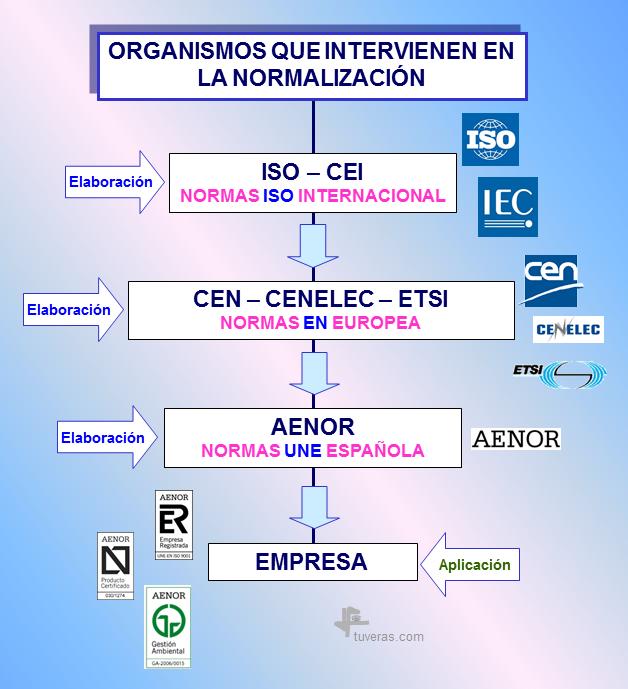 ORGANISMOS QUE INTERVIENEN EN
LA NORMALIZACIÓN
ISO
Elaboración
ISO – CEI
NORMAS ISO INTERNACIONAL
IEC
cen
Elaboración
CEN – CENELEC – ETSI
NORMAS EN EUROPEA
CENELEC
ETSI
Elaboración
AENOR
NORMAS UNE ESPAÑOLA
AENOR
AENOR
ER
Empresa
Registrada
UNE EN ISO 9001
AENOR
N
Producto
Certificado
030/1274
EMPRESA
Aplicación
AENOR
Gestión
Ambiental
GA-2006/0015
tuveras.com